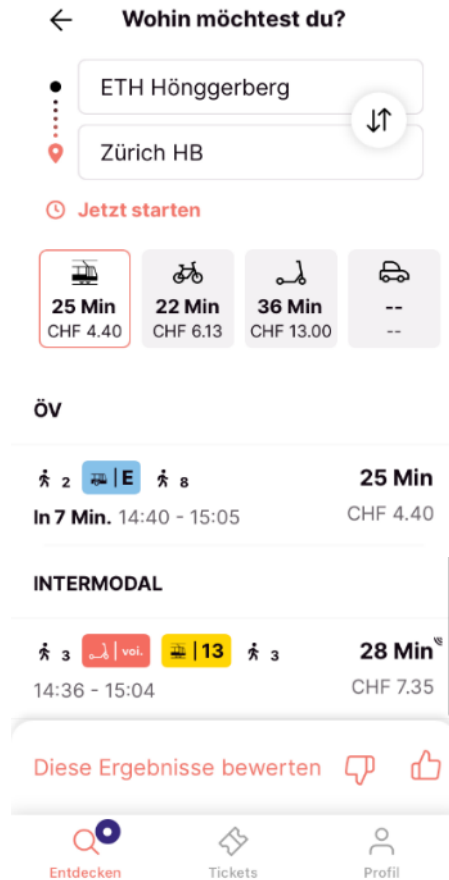 Wohin möchtest du?
ETH Hönggerberg
Zürich HB
Jetzt starten
25 Min 22 Min 36 Min --
CHF 4.40 CHF 6.13 CHF 13.00 --
ÖV
2 E 8 25 Min
In 7 Min. 14:40 - 15:05 CHF 4.40
INTERMODAL
3 voi. 13 3 28 Min
14:36 - 15:04 CHF 7.35
Diese Ergebnisse bewerten
Entdecken Tickets Profil